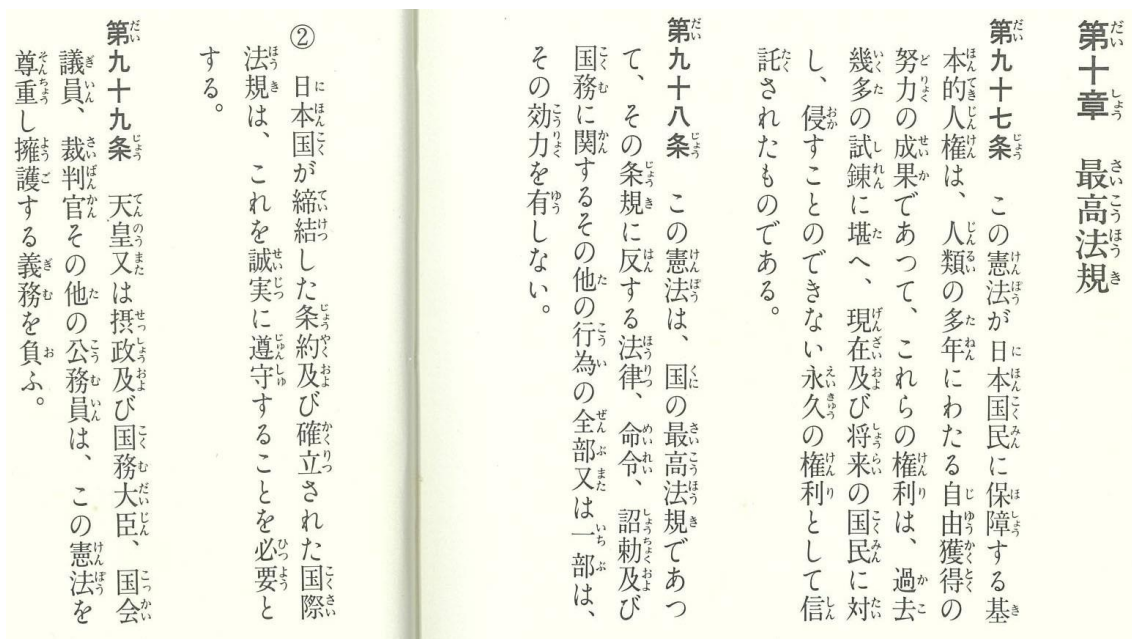 第十章　最高法規
第九十七条　この憲法が日本国民に保障する基
本的人権は、人類の多年にわたる自由獲得の
努力の成果であつて、これらの権利は、過去
幾多の試錬に堪へ、現在及び将来の国民に対
し、侵すことのできない永久の権利として信
託されたものである。
第九十八条　この憲法は、国の最高法規であつ
て、その条規に反する法律、命令、詔勅及び
国務に関するその他の行為の全部又は一部は、
その効力を有しない。
②　日本国が締結した条約及び確立された国際
法規は、これを誠実に遵守することを必要と
する。
第九十九条　天皇又は摂政及び国務大臣、国会
議員、裁判官その他の公務員は、この憲法を
尊重し擁護する義務を負ふ。